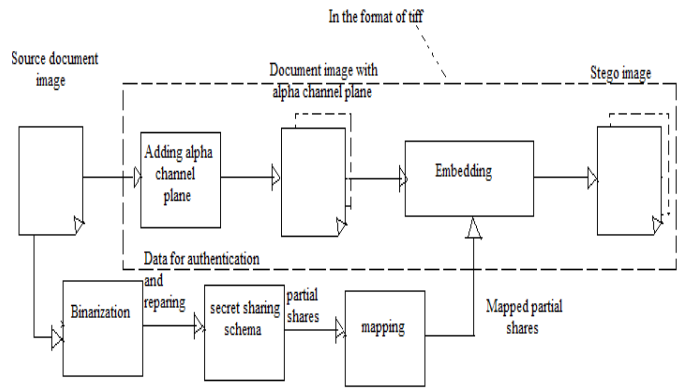 In the format of tiff
Source document
image
Document image with
alpha channel plane
Stego image
Adding alpha
channel
plane
Embedding
Data for authentication
and
reparing
Binarization
secret sharing
schema
partial
shares
mapping
Mapped partial
shares